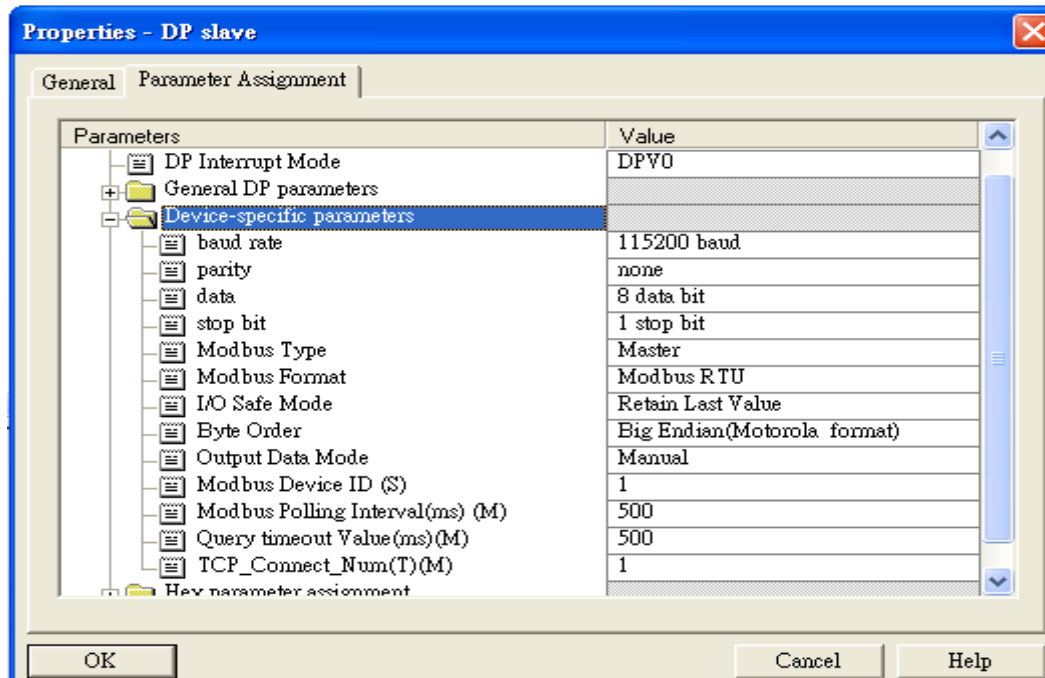 Properties - DP slave
General Parameter Assignment
Parameters Value
DP Interrupt Mode DPV0
General DP parameters
Device-specific parameters
baud rate 115200 baud
parity none
data 8 data bit
stop bit 1 stop bit
Modbus Type Master
Modbus Format Modbus RTU
I/O Safe Mode Retain Last Value
Byte Order Big Endian(Motorola format)
Output Data Mode Manual
Modbus Device ID (S) 1
Modbus Polling Interval(ms) (M) 500
Query timeout Value(ms)(M) 500
TCP_Connect_Num(T)(M) 1
Hex parameter assignment
OK Cancel Help